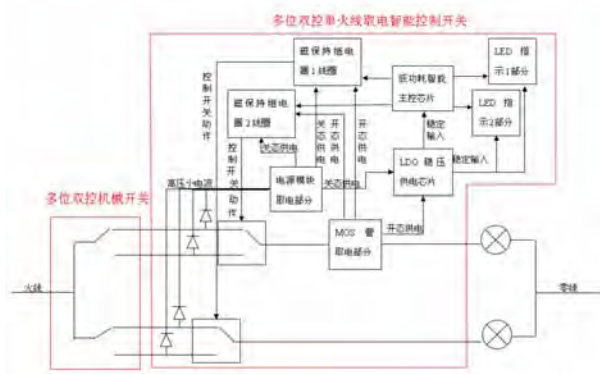 多位双控单火线取电智能控制开关
磁保持继电
器1线圈
LED 指
示1部分
低功耗智能
主控芯片
LED 指
示2部分
控制开关动作
磁保持继电
器2线圈
关态供电
开态供电
开态供电
稳定
输入
关态供电
控制开关动作
LDO 稳压
供电芯片
稳定输入
电源模块
取电部分
关态供电
高压小电源
多位双控机械开关
MOS 管
取电部分
开态供电
火线
零线